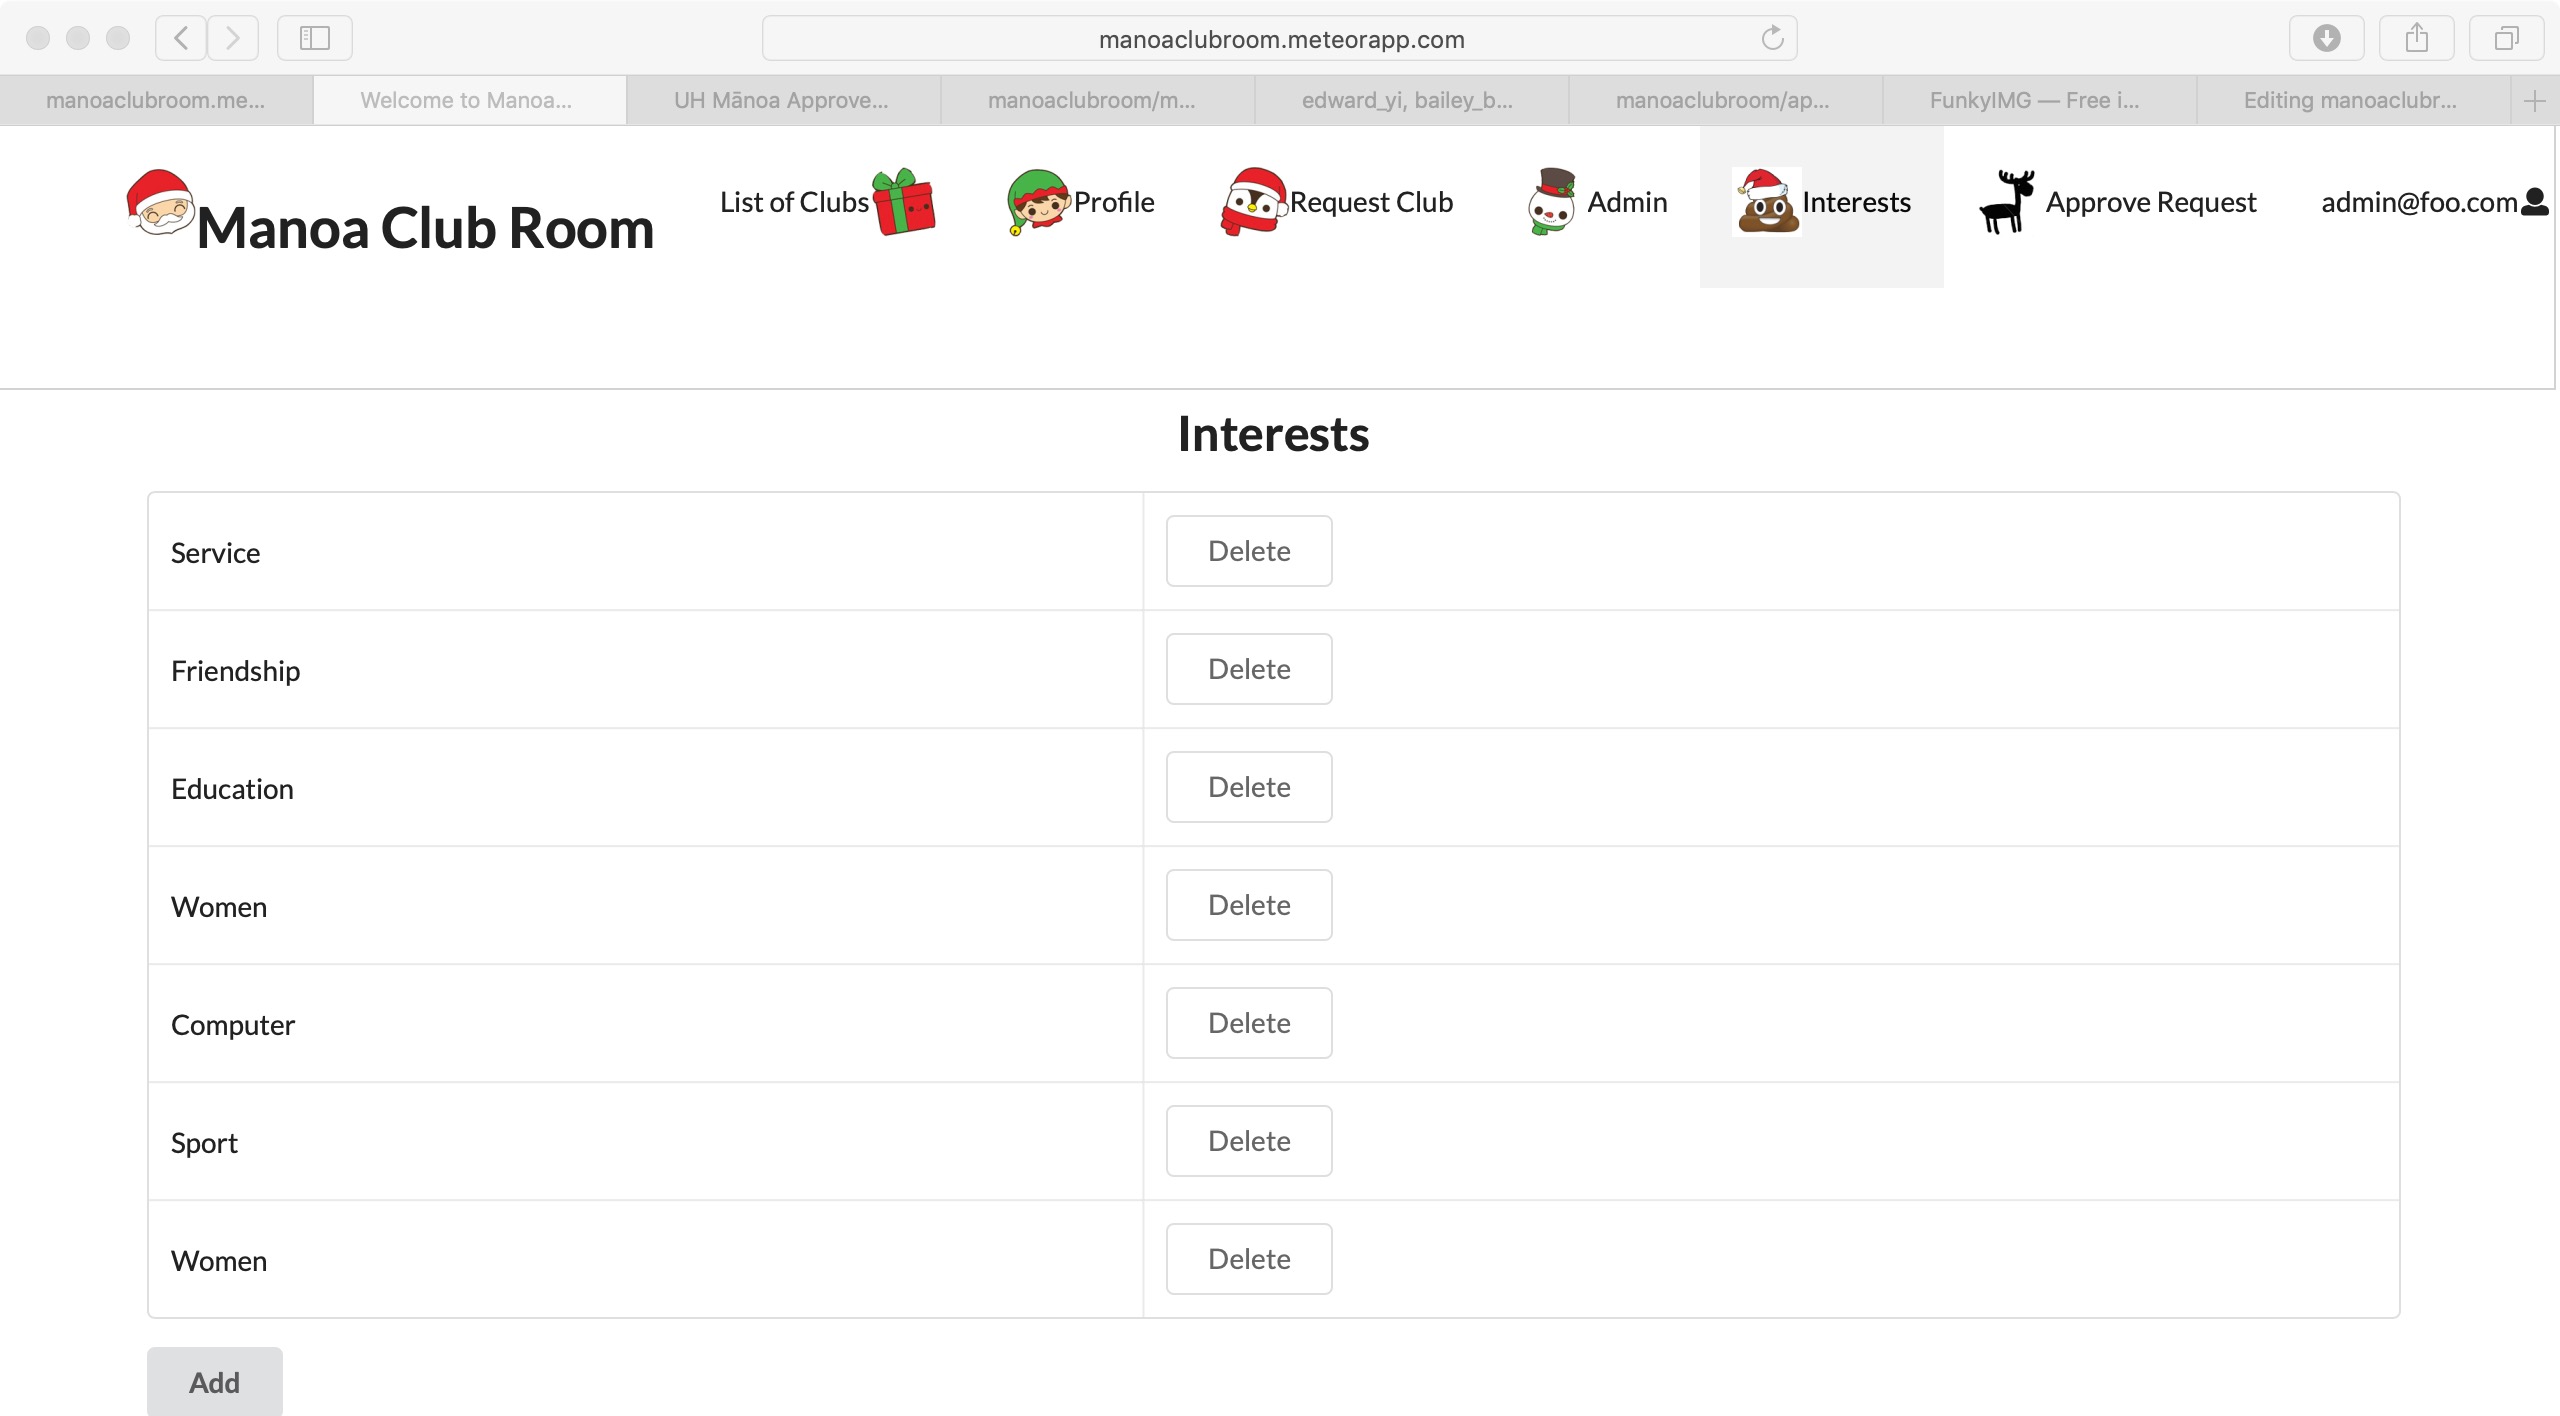 manoaclubroom.meteorapp.com
manoaclubroom.me...
Welcome to Manoa...
UH Mānoa Approve...
manoaclubroom/m...
edward_yi, bailey_b...
manoaclubroom/ap...
FunkyIMG — Free i...
Editing manoaclubr...
Manoa Club Room
List of Clubs
Profile
Request Club
Admin
Interests
Approve Request
admin@foo.com
Interests
Service Delete
Friendship Delete
Education Delete
Women Delete
Computer Delete
Sport Delete
Women Delete
Add